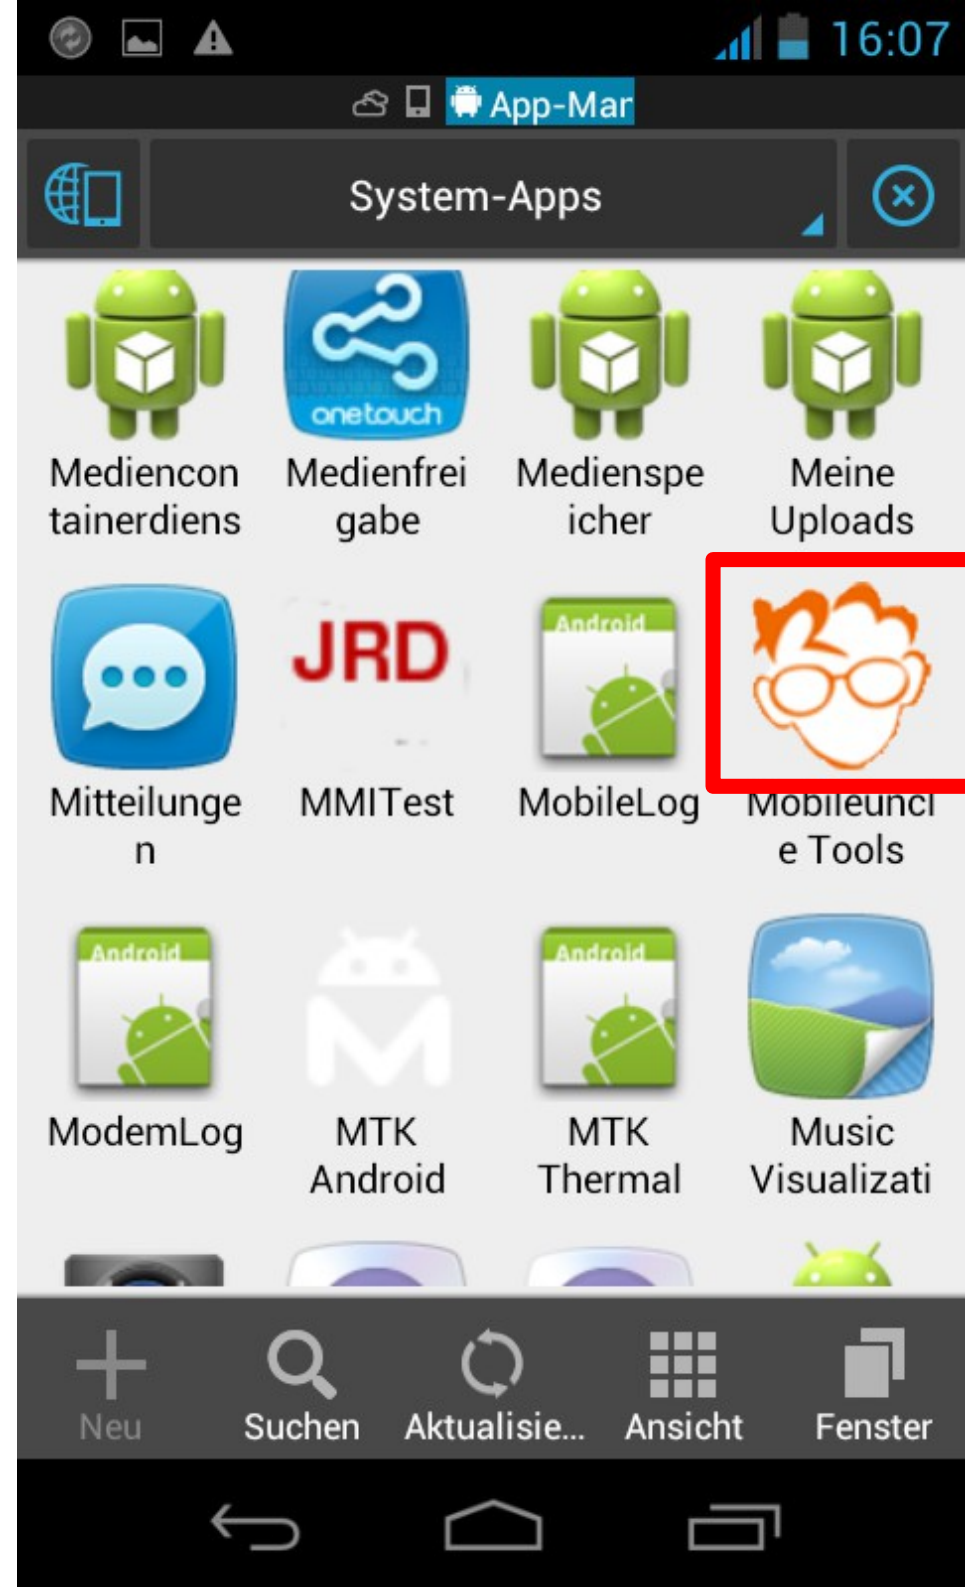 16:07
App-Mar
System-Apps
onetouch
Mediencon
tainerdiens
Medienfrei
gabe
Medienspe
icher
Meine
Uploads
JRD
Android
Mitteilunge
n
MMITest
MobileLog
Mobileuncl
e Tools
Android
Android
ModemLog
MTK
Android
MTK
Thermal
Music
Visualizati
Neu
Suchen
Aktualisie...
Ansicht
Fenster